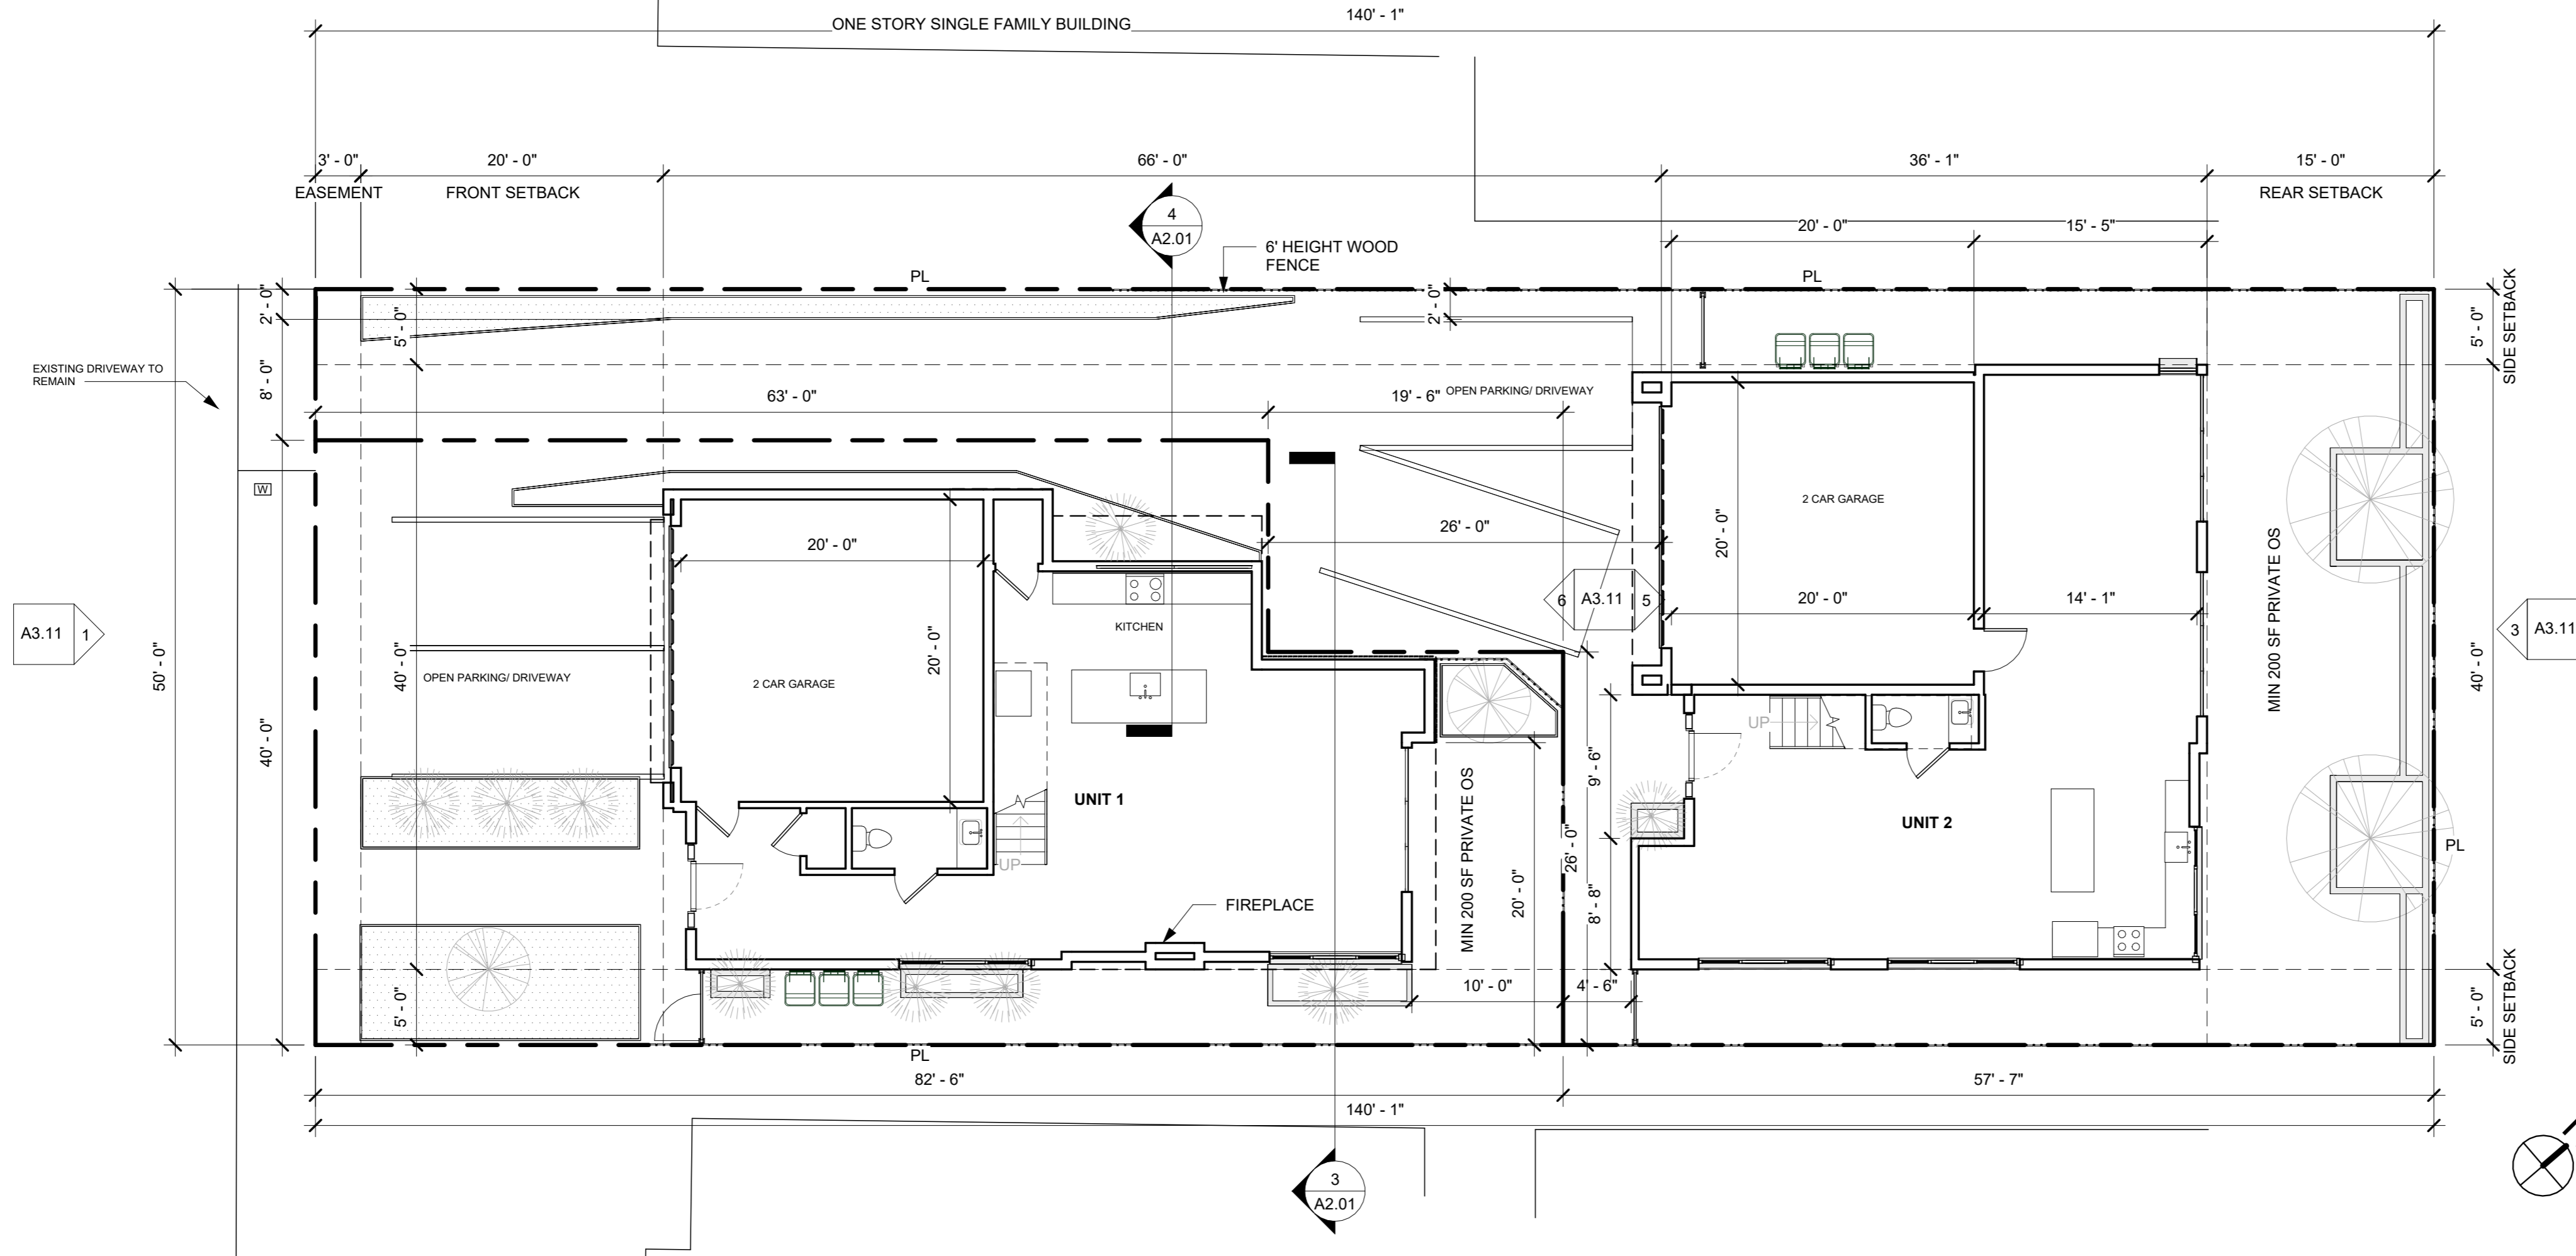 ONE STORY SINGLE FAMILY BUILDING
140' - 1"
3' - 0"
20' - 0"
66' - 0"
36' - 1"
15' - 0"
EASEMENT
FRONT SETBACK
REAR SETBACK
4
A2.01
20' - 0"
15' - 5"
6' HEIGHT WOOD
FENCE
PL
PL
2' - 0"
5' - 0"
2' - 0"
5' - 0"
SIDE SETBACK
EXISTING DRIVEWAY TO
REMAIN
8' - 0"
63' - 0"
19' - 6"
OPEN PARKING/ DRIVEWAY
W
2 CAR GARAGE
20' - 0"
26' - 0"
20' - 0"
A3.11
1
50' - 0"
40' - 0"
40' - 0"
OPEN PARKING/ DRIVEWAY
2 CAR GARAGE
20' - 0"
KITCHEN
6
A3.11
5
20' - 0"
14' - 1"
MIN 200 SF PRIVATE OS
40' - 0"
3
A3.11
UP
9' - 6"
UNIT 1
UNIT 2
MIN 200 SF PRIVATE OS
20' - 0"
26' - 0"
8' - 8"
PL
UP
FIREPLACE
5' - 0"
10' - 0"
4' - 6"
5' - 0"
SIDE SETBACK
PL
82' - 6"
57' - 7"
140' - 1"
3
A2.01